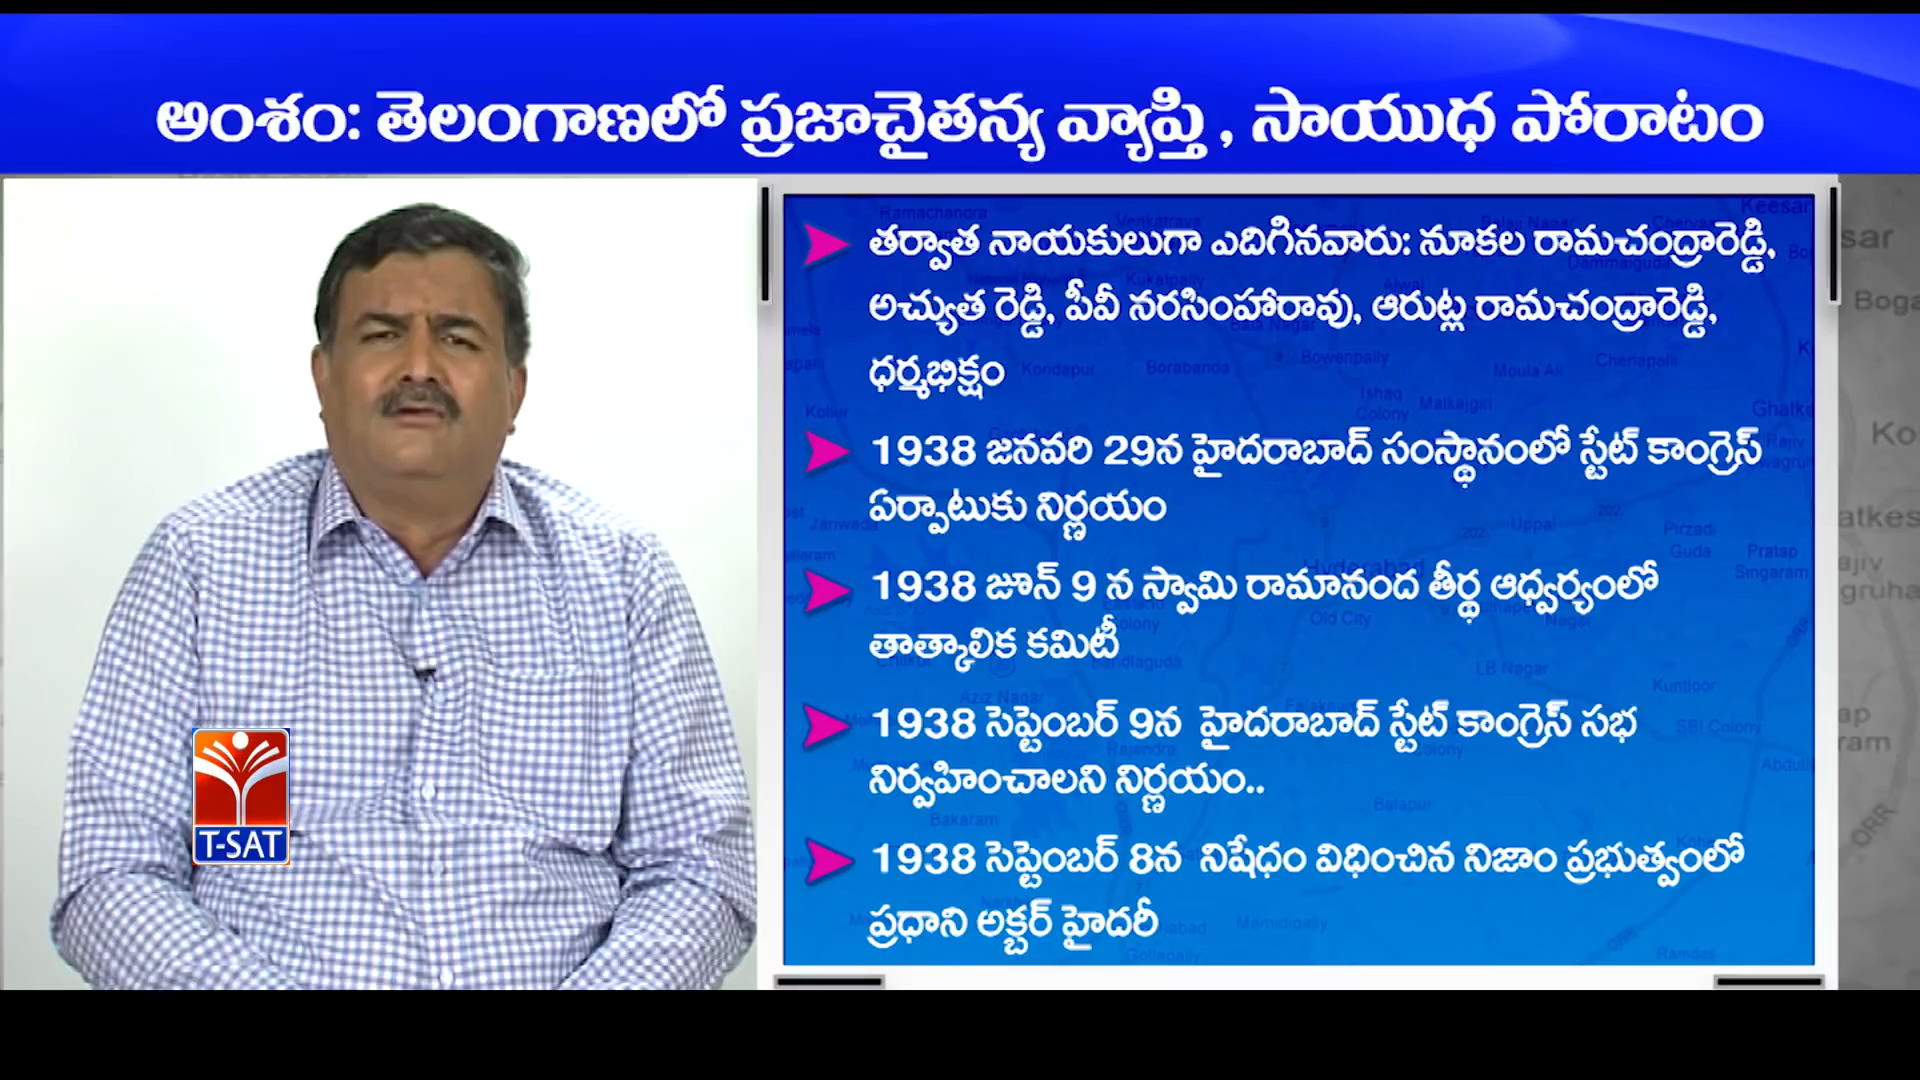 అంశం: తెలంగాణలో ప్రజాచైతన్య వ్యాప్తి, సాయుధ పోరాటం
తర్వాత నాయకులుగా ఎదిగినవారు: నూకల రామచంద్రారెడ్డి,
అచ్యుత రెడ్డి, పీవీ నరసింహారావు, ఆరుట్ల రామచంద్రారెడ్డి,
ధర్మభిక్షం
1938 జనవరి 29న హైదరాబాద్ సంస్థానంలో స్టేట్ కాంగ్రెస్
ఏర్పాటుకు నిర్ణయం
1938 జూన్ 9 న స్వామి రామానంద తీర్థ ఆధ్వర్యంలో
తాత్కాలిక కమిటీ
1938 సెప్టెంబర్ 9న హైదరాబాద్ స్టేట్ కాంగ్రెస్ సభ
నిర్వహించాలని నిర్ణయం..
1938 సెప్టెంబర్ 8న నిషేధం విధించిన నిజాం ప్రభుత్వంలో
ప్రధాని అక్బర్ హైదరీ
T-SAT